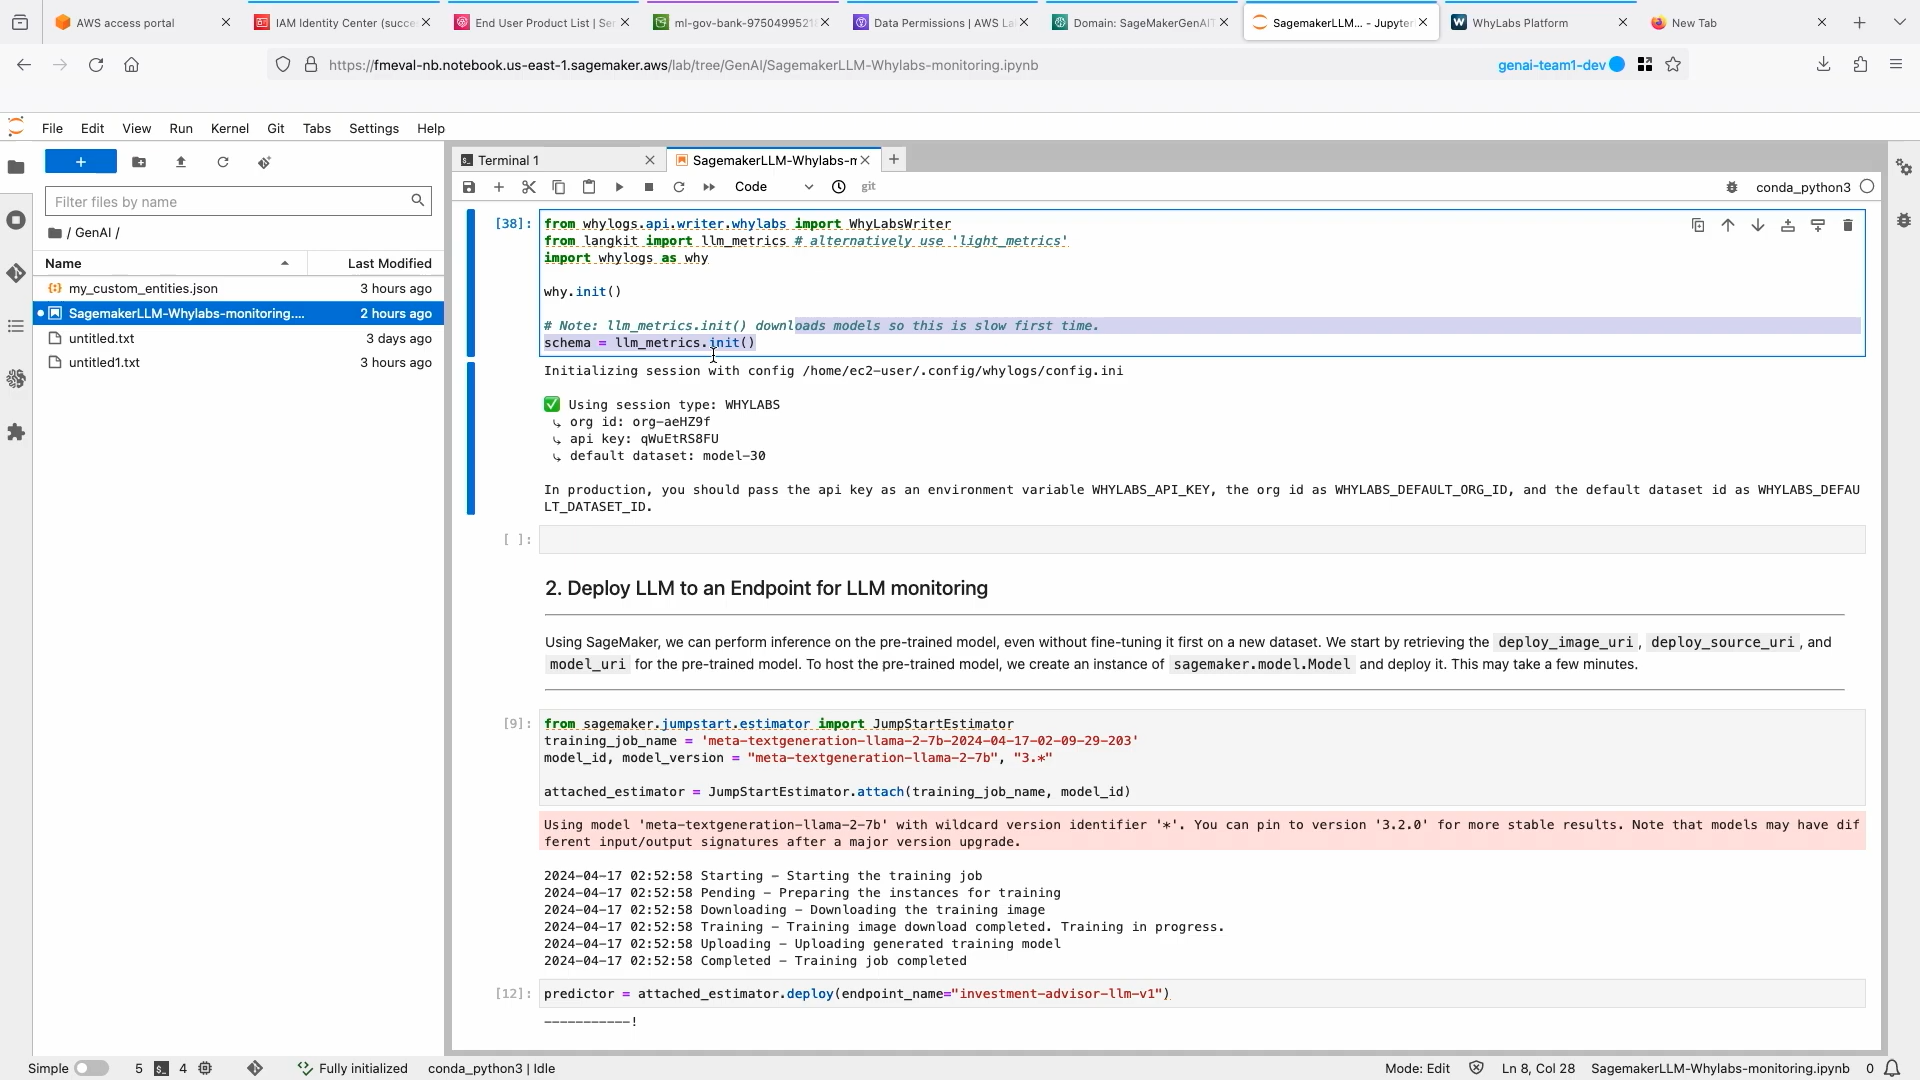 AWS access portal
IAM Identity Center (succe
End User Product List | Ser
ml-gov-bank-9750499521
Data Permissions | AWS La
Domain: SageMakerGenAIT
SagemakerLLM... - Jupyter
WhyLabs Platform
New Tab
https://fmeval-nb.notebook.us-east-1.sagemaker.aws/lab/tree/GenAI/SagemakerLLM-Whylabs-monitoring.ipynb
genai-team1-dev
File Edit View Run Kernel Git Tabs Settings Help
Filter files by name
/ GenAI /
Name Last Modified
my_custom_entities.json 3 hours ago
SagemakerLLM-Whylabs-monitoring.... 2 hours ago
untitled.txt 3 days ago
untitled1.txt 3 hours ago
Terminal 1
SagemakerLLM-Whylabs-m
Code
git
conda_python3
[38]: from whylogs.api.writer.whylabs import WhyLabsWriter
from langkit import llm_metrics # alternatively use 'light_metrics'
import whylogs as why
why.init()
# Note: llm_metrics.init() downloads models so this is slow first time.
schema = llm_metrics.init()
Initializing session with config /home/ec2-user/.config/whylogs/config.ini
✅ Using session type: WHYLABS
⤷ org id: org-aeHZ9f
⤷ api key: qWuEtRS8FU
⤷ default dataset: model-30
In production, you should pass the api key as an environment variable WHYLABS_API_KEY, the org id as WHYLABS_DEFAULT_ORG_ID, and the default dataset id as WHYLABS_DEFAU
LT_DATASET_ID.
[ ]:
2. Deploy LLM to an Endpoint for LLM monitoring
Using SageMaker, we can perform inference on the pre-trained model, even without fine-tuning it first on a new dataset. We start by retrieving the deploy_image_uri , deploy_source_uri , and
model_uri for the pre-trained model. To host the pre-trained model, we create an instance of sagemaker.model.Model and deploy it. This may take a few minutes.
[9]: from sagemaker.jumpstart.estimator import JumpStartEstimator
training_job_name = 'meta-textgeneration-llama-2-7b-2024-04-17-02-09-29-203'
model_id, model_version = "meta-textgeneration-llama-2-7b", "3.*"
attached_estimator = JumpStartEstimator.attach(training_job_name, model_id)
Using model 'meta-textgeneration-llama-2-7b' with wildcard version identifier '*'. You can pin to version '3.2.0' for more stable results. Note that models may have dif
ferent input/output signatures after a major version upgrade.
2024-04-17 02:52:58 Starting - Starting the training job
2024-04-17 02:52:58 Pending - Preparing the instances for training
2024-04-17 02:52:58 Downloading - Downloading the training image
2024-04-17 02:52:58 Training - Training image download completed. Training in progress.
2024-04-17 02:52:58 Uploading - Uploading generated training model
2024-04-17 02:52:58 Completed - Training job completed
[12]: predictor = attached_estimator.deploy(endpoint_name="investment-advisor-llm-v1")
-----------!
Simple 5 4 Fully initialized conda_python3 | Idle Mode: Edit Ln 8, Col 28 SagemakerLLM-Whylabs-monitoring.ipynb 0